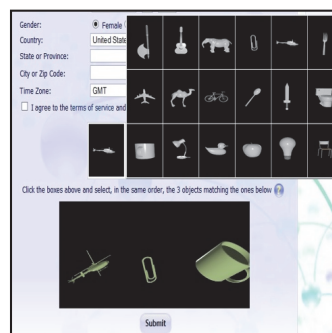 Gender: Female
Country: United State
State or Province:
City or Zip Code:
Time Zone: GMT
I agree to the terms of service and
Click the boxes above and select, in the same order, the 3 objects matching the ones below ?
Submit